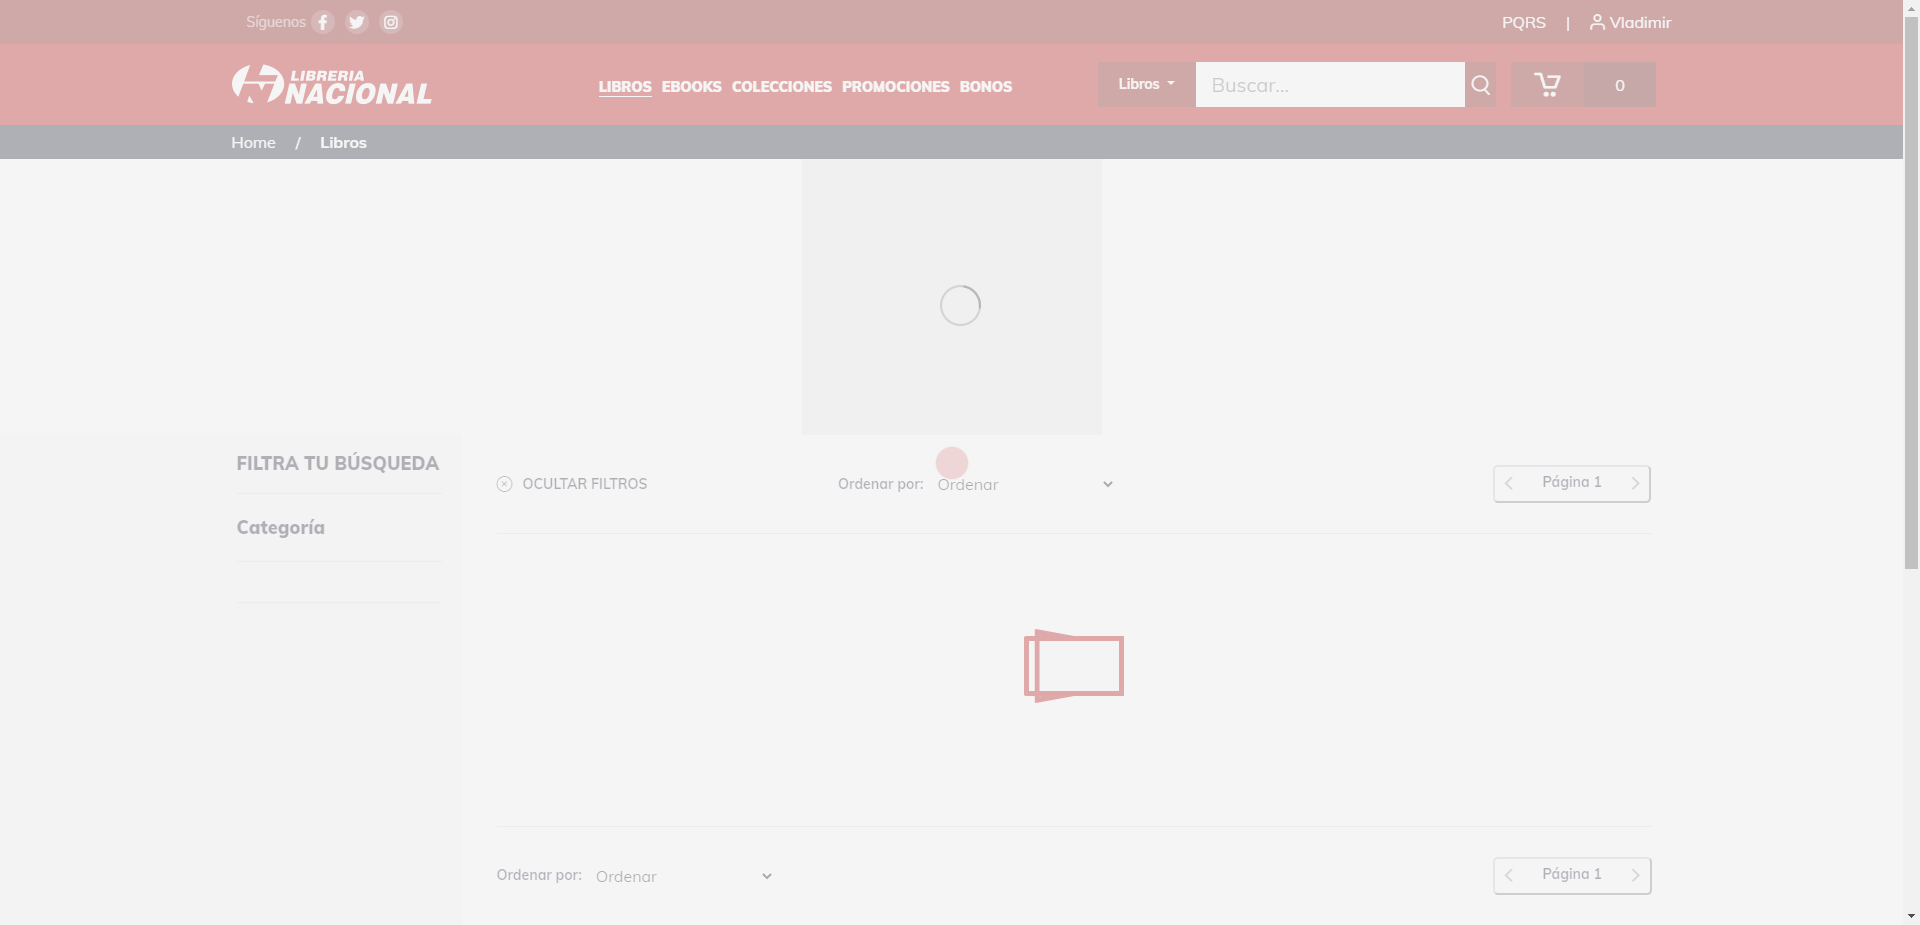 Síguenos
PQRS | Vladimir
LIBRERIA
NACIONAL
LIBROS EBOOKS COLECCIONES PROMOCIONES BONOS
Libros
Buscar...
0
Home / Libros
FILTRA TU BÚSQUEDA
OCULTAR FILTROS
Ordenar por: Ordenar
Página 1
Categoría
Ordenar por: Ordenar
Página 1